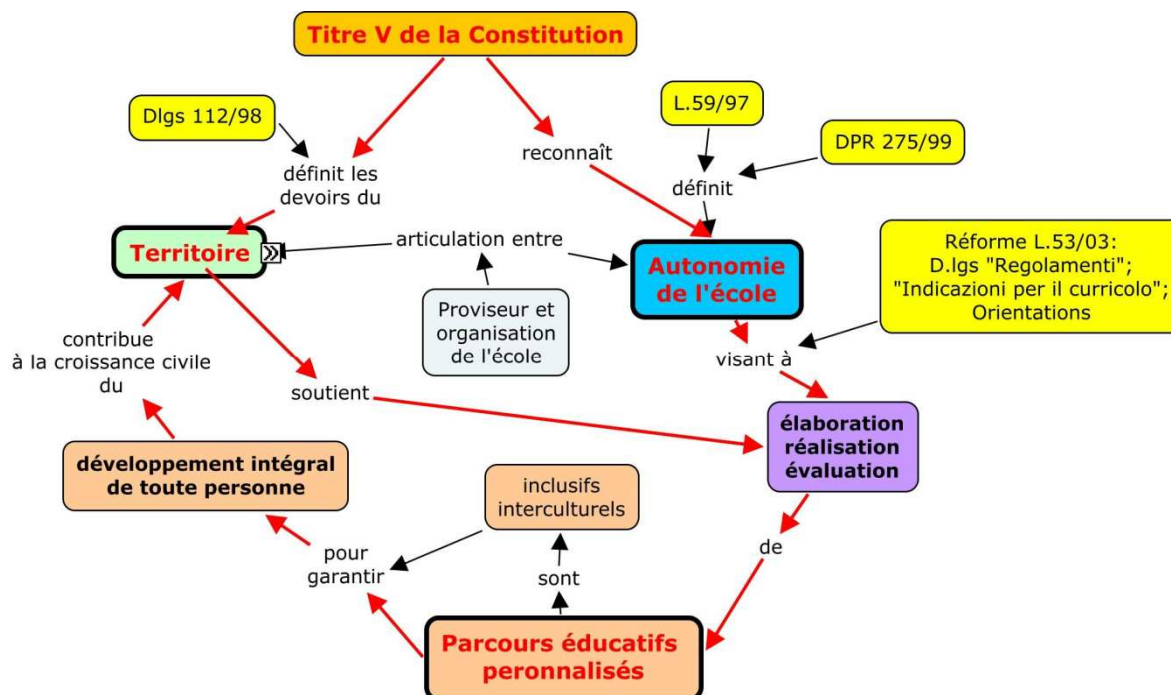 Titre V de la Constitution
Dlgs 112/98
L.59/97
DPR 275/99
définit les
devoirs du
reconnaît
définit
Territoire
articulation entre
Autonomie
de l'école
Réforme L.53/03:
D.lgs "Regolamenti";
"Indicazioni per il curricolo";
Orientations
Proviseur et
organisation
de l'école
contribue
à la croissance civile
du
visant à
soutient
élaboration
réalisation
évaluation
développement intégral
de toute personne
inclusifs
interculturels
pour
garantir
sont
de
Parcours éducatifs
peronnalisés